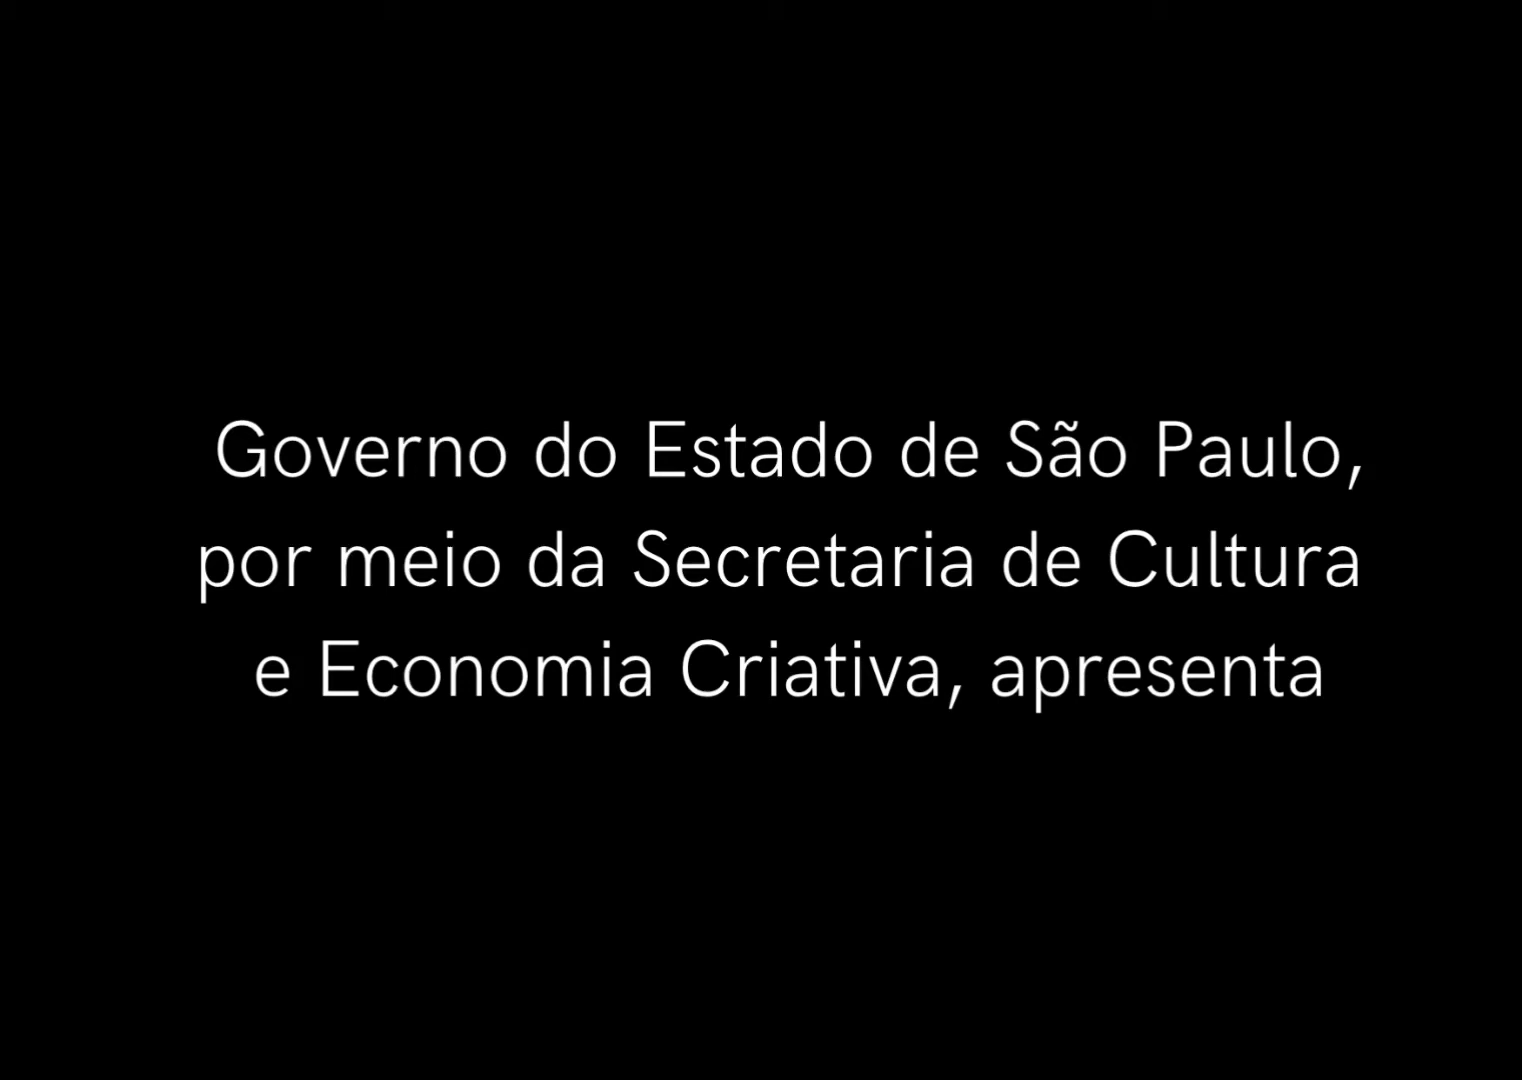 Governo do Estado de São Paulo,
por meio da Secretaria de Cultura
e Economia Criativa, apresenta